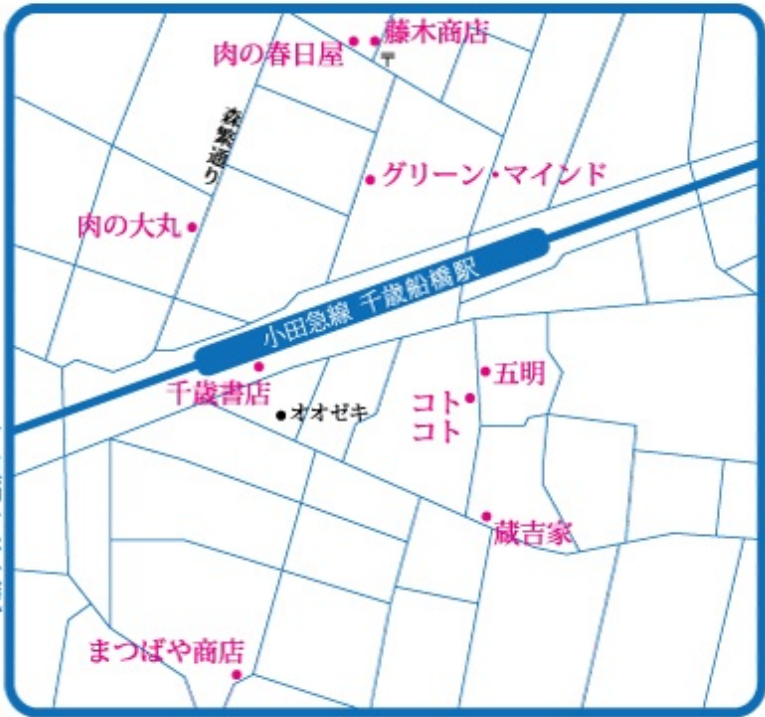 藤木商店
肉の春日屋
〒
森繁通り
グリーン・マインド
肉の大丸
小田急線 千歳船橋駅
千歳書店
オオゼキ
五明
コト
コト
蔵吉家
まつばや商店